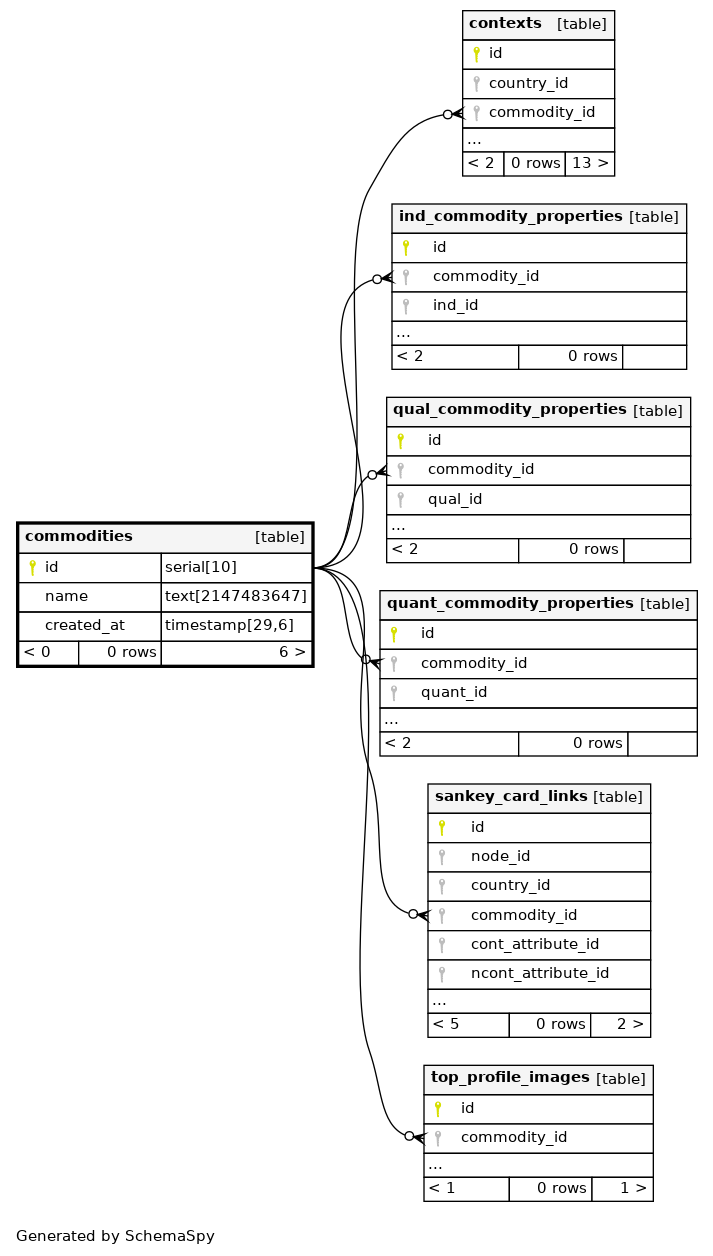 contexts [table]
id
country_id
commodity_id
...
< 2 0 rows 13 >
ind_commodity_properties [table]
id
commodity_id
ind_id
...
< 2 0 rows
qual_commodity_properties [table]
id
commodity_id
qual_id
...
< 2 0 rows
commodities [table]
id serial[10]
name text[2147483647]
created_at timestamp[29,6]
< 0 0 rows 6 >
quant_commodity_properties [table]
id
commodity_id
quant_id
...
< 2 0 rows
sankey_card_links [table]
id
node_id
country_id
commodity_id
cont_attribute_id
ncont_attribute_id
...
< 5 0 rows 2 >
top_profile_images [table]
id
commodity_id
...
< 1 0 rows 1 >
Generated by SchemaSpy